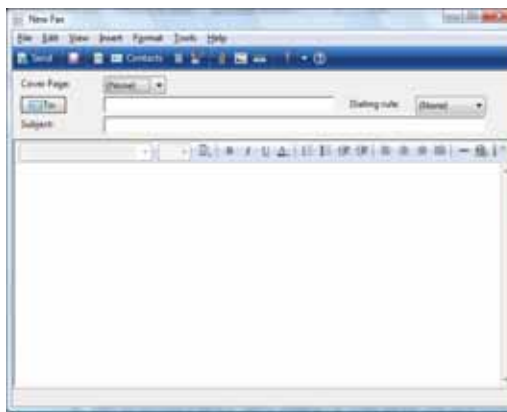 New Fax
File Edit View Insert Format Tools Help
Send Contacts
Cover Page: (None)
To: Dialing rule: (None)
Subject:
B I U A